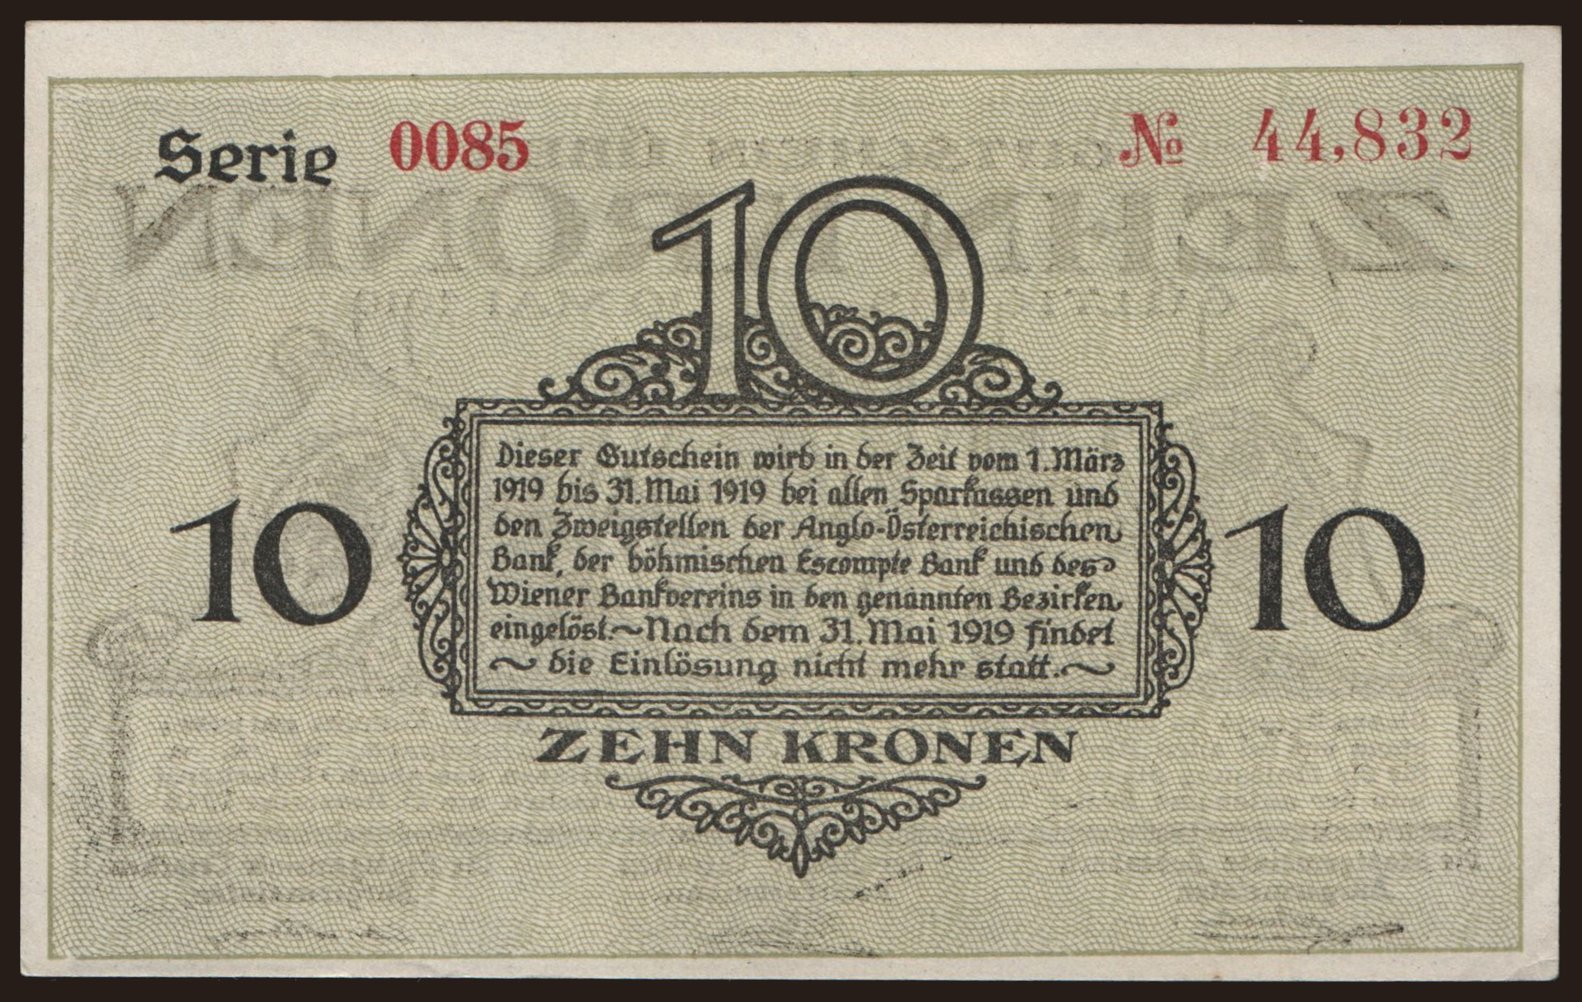 Serie 0085
№ 44,832
10
Dieser Gutschein wird in der Zeit vom 1. März
1919 bis 31. Mai 1919 bei allen Sparkassen und
den Zweigstellen der Anglo-Österreichischen
Bank, der böhmischen Escompte Bank und des
Wiener Bankvereins in den genannten Bezirken
eingelöst.~Nach dem 31. Mai 1919 findet
~ die Einlösung nicht mehr statt.~
10
10
ZEHN KRONEN